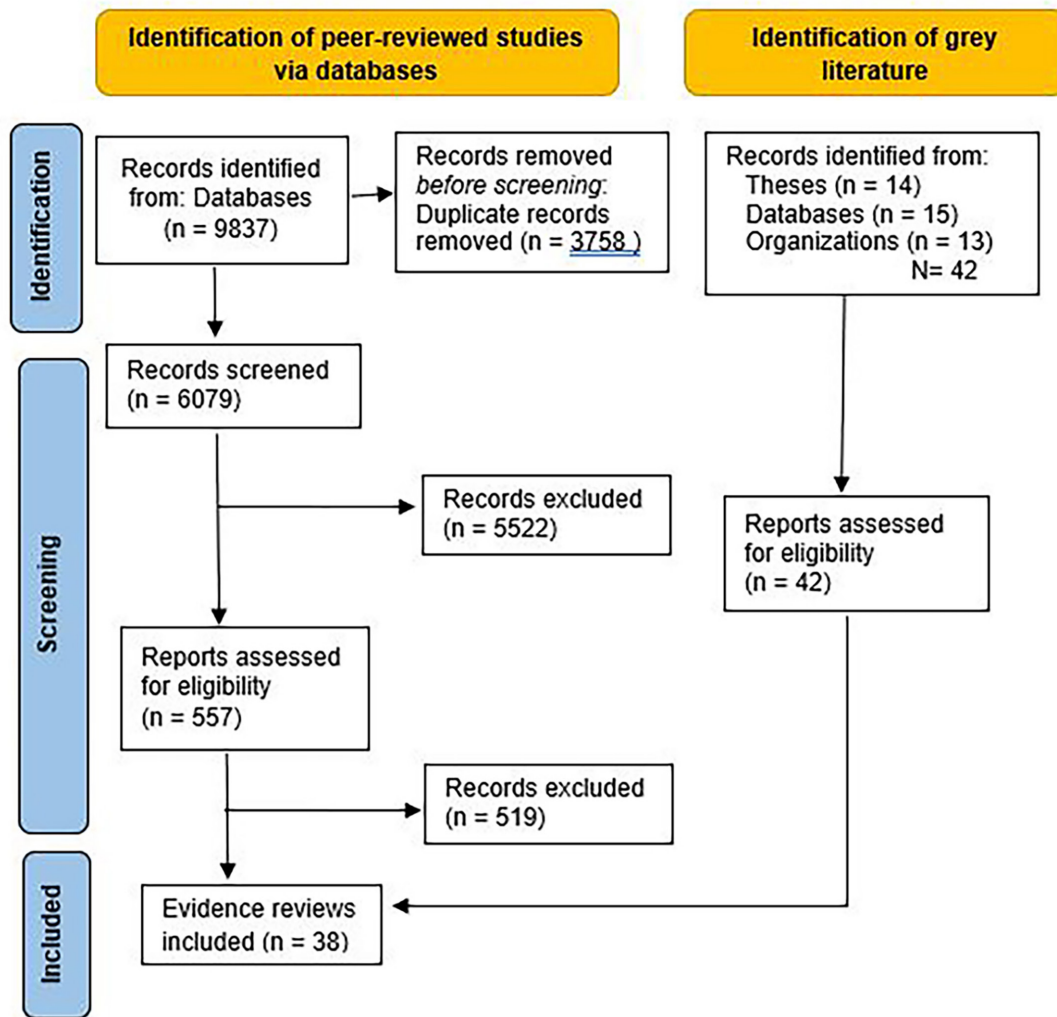 Identification of peer-reviewed studies
via databases
Identification of grey
literature
Identification
Records identified
from: Databases
(n = 9837)
Records removed
before screening:
Duplicate records
removed (n = 3758 )
Records identified from:
Theses (n = 14)
Databases (n = 15)
Organizations (n = 13)
N= 42
Screening
Records screened
(n = 6079)
Records excluded
(n = 5522)
Reports assessed
for eligibility
(n = 42)
Reports assessed
for eligibility
(n = 557)
Records excluded
(n = 519)
Included
Evidence reviews
included (n = 38)